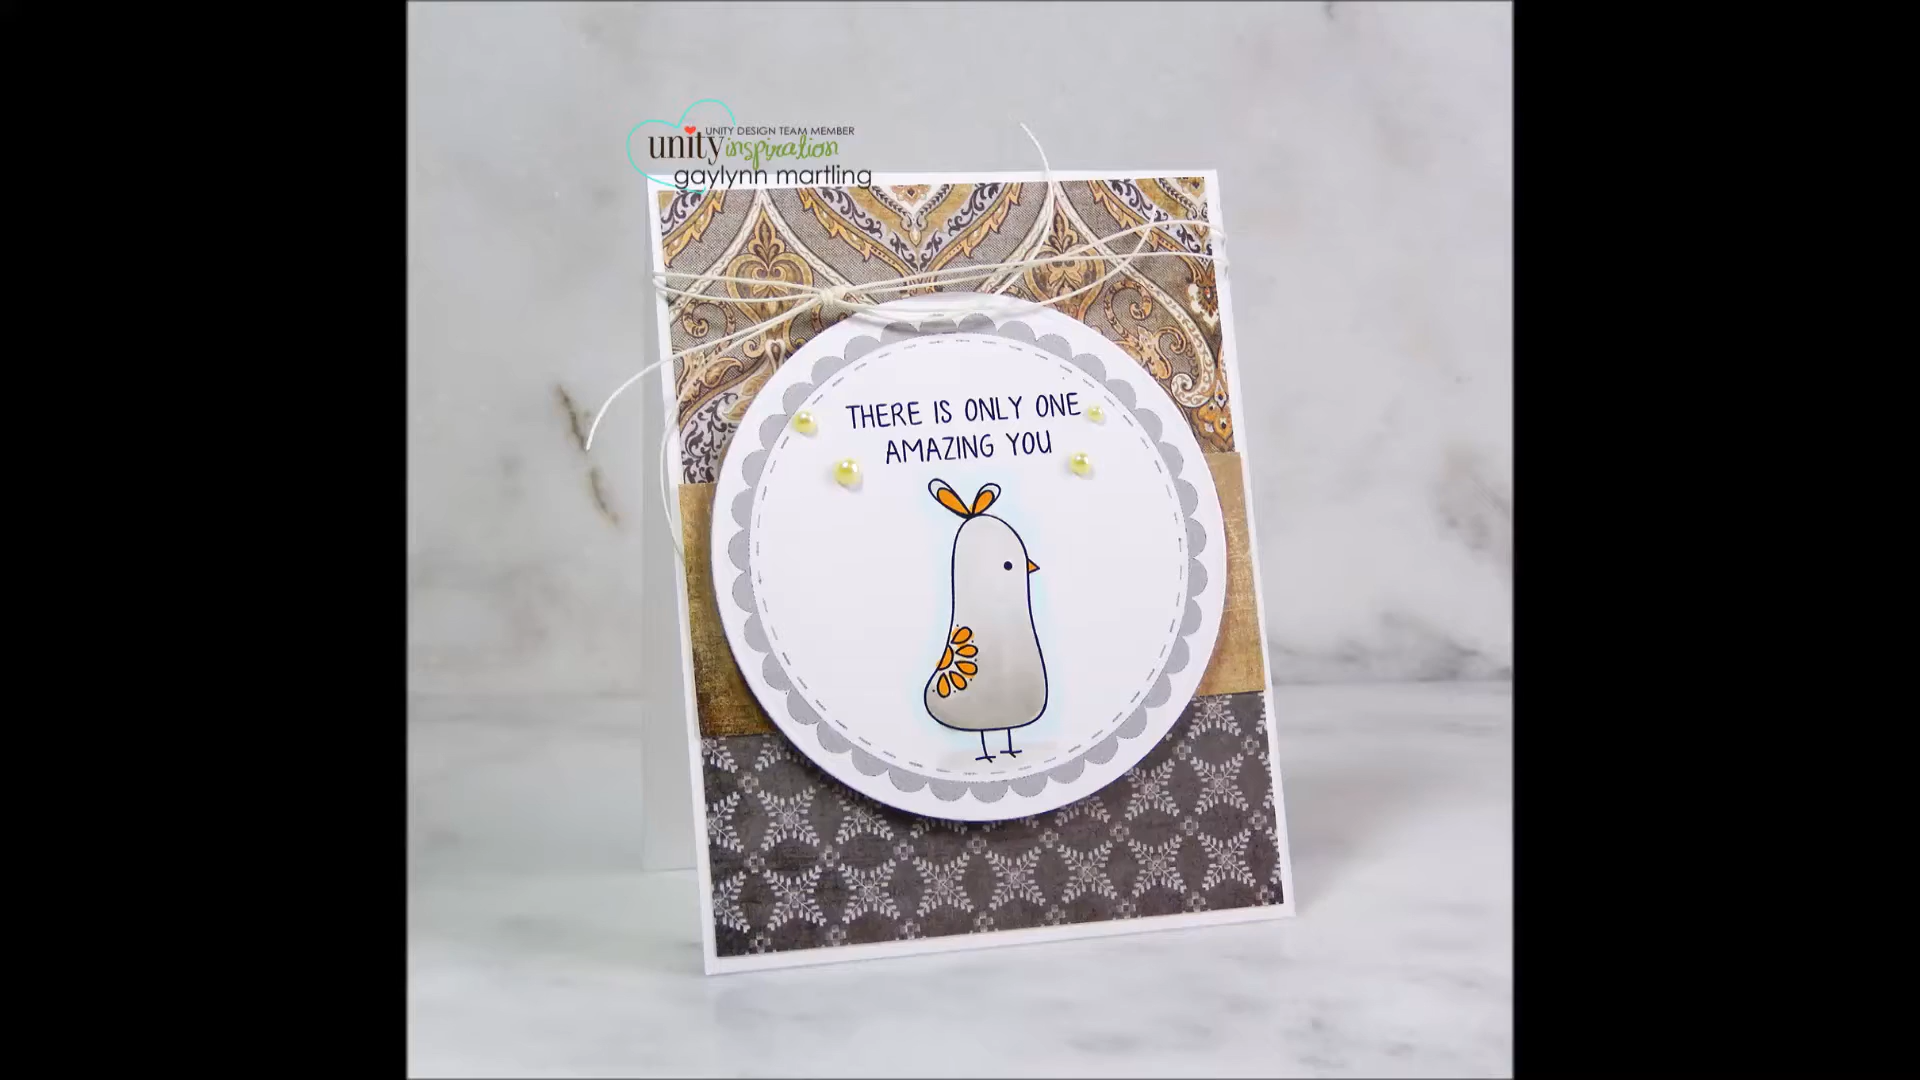 UNITY DESIGN TEAM MEMBER
unity inspiration
gaylynn martling
THERE IS ONLY ONE
AMAZING YOU